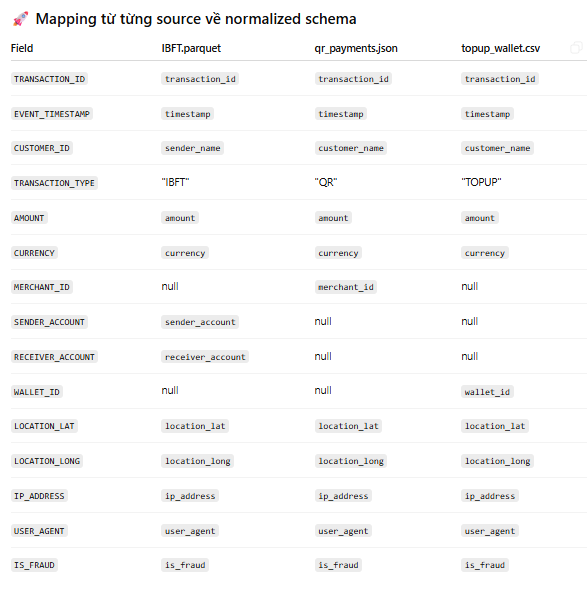 🚀 Mapping từ từng source về normalized schema
Field IBFT.parquet qr_payments.json topup_wallet.csv
TRANSACTION_ID transaction_id transaction_id transaction_id
EVENT_TIMESTAMP timestamp timestamp timestamp
CUSTOMER_ID sender_name customer_name customer_name
TRANSACTION_TYPE "IBFT" "QR" "TOPUP"
AMOUNT amount amount amount
CURRENCY currency currency currency
MERCHANT_ID null merchant_id null
SENDER_ACCOUNT sender_account null null
RECEIVER_ACCOUNT receiver_account null null
WALLET_ID null null wallet_id
LOCATION_LAT location_lat location_lat location_lat
LOCATION_LONG location_long location_long location_long
IP_ADDRESS ip_address ip_address ip_address
USER_AGENT user_agent user_agent user_agent
IS_FRAUD is_fraud is_fraud is_fraud